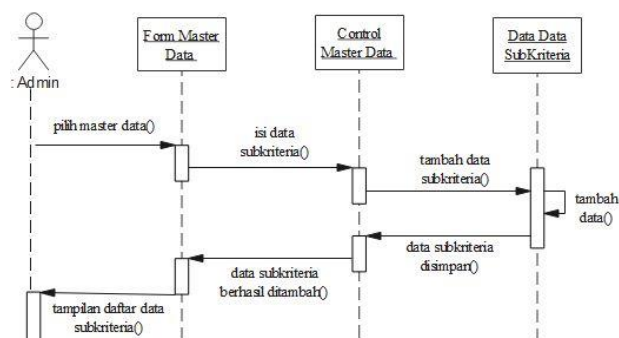 Form Master
Data
Control
Master Data
Data Data
SubKriteria
: Admin
pilih master data()
isi data
subkriteria()
tambah data
subkriteria()
tambah
data()
data subkriteria
disimpan()
data subkriteria
berhasil ditambah()
tampilan daftar data
subkriteria()